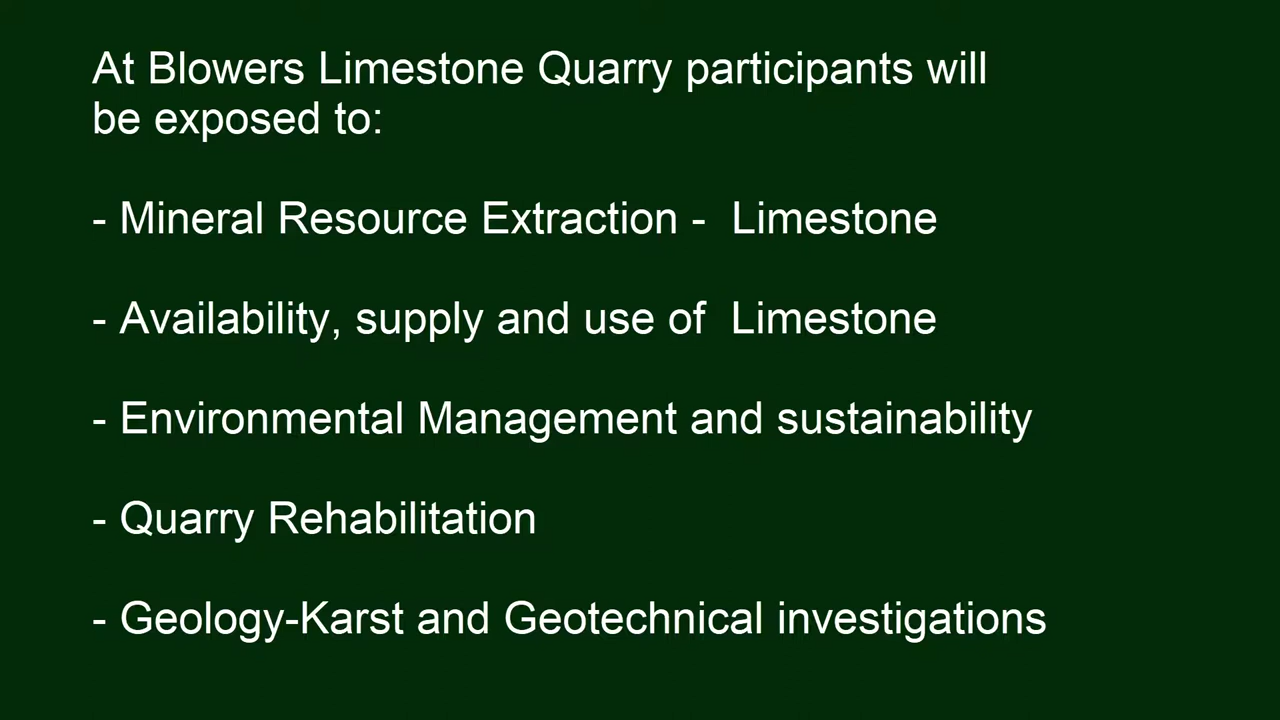 At Blowers Limestone Quarry participants will
be exposed to:
- Mineral Resource Extraction -  Limestone
- Availability, supply and use of  Limestone
- Environmental Management and sustainability
- Quarry Rehabilitation
- Geology-Karst and Geotechnical investigations